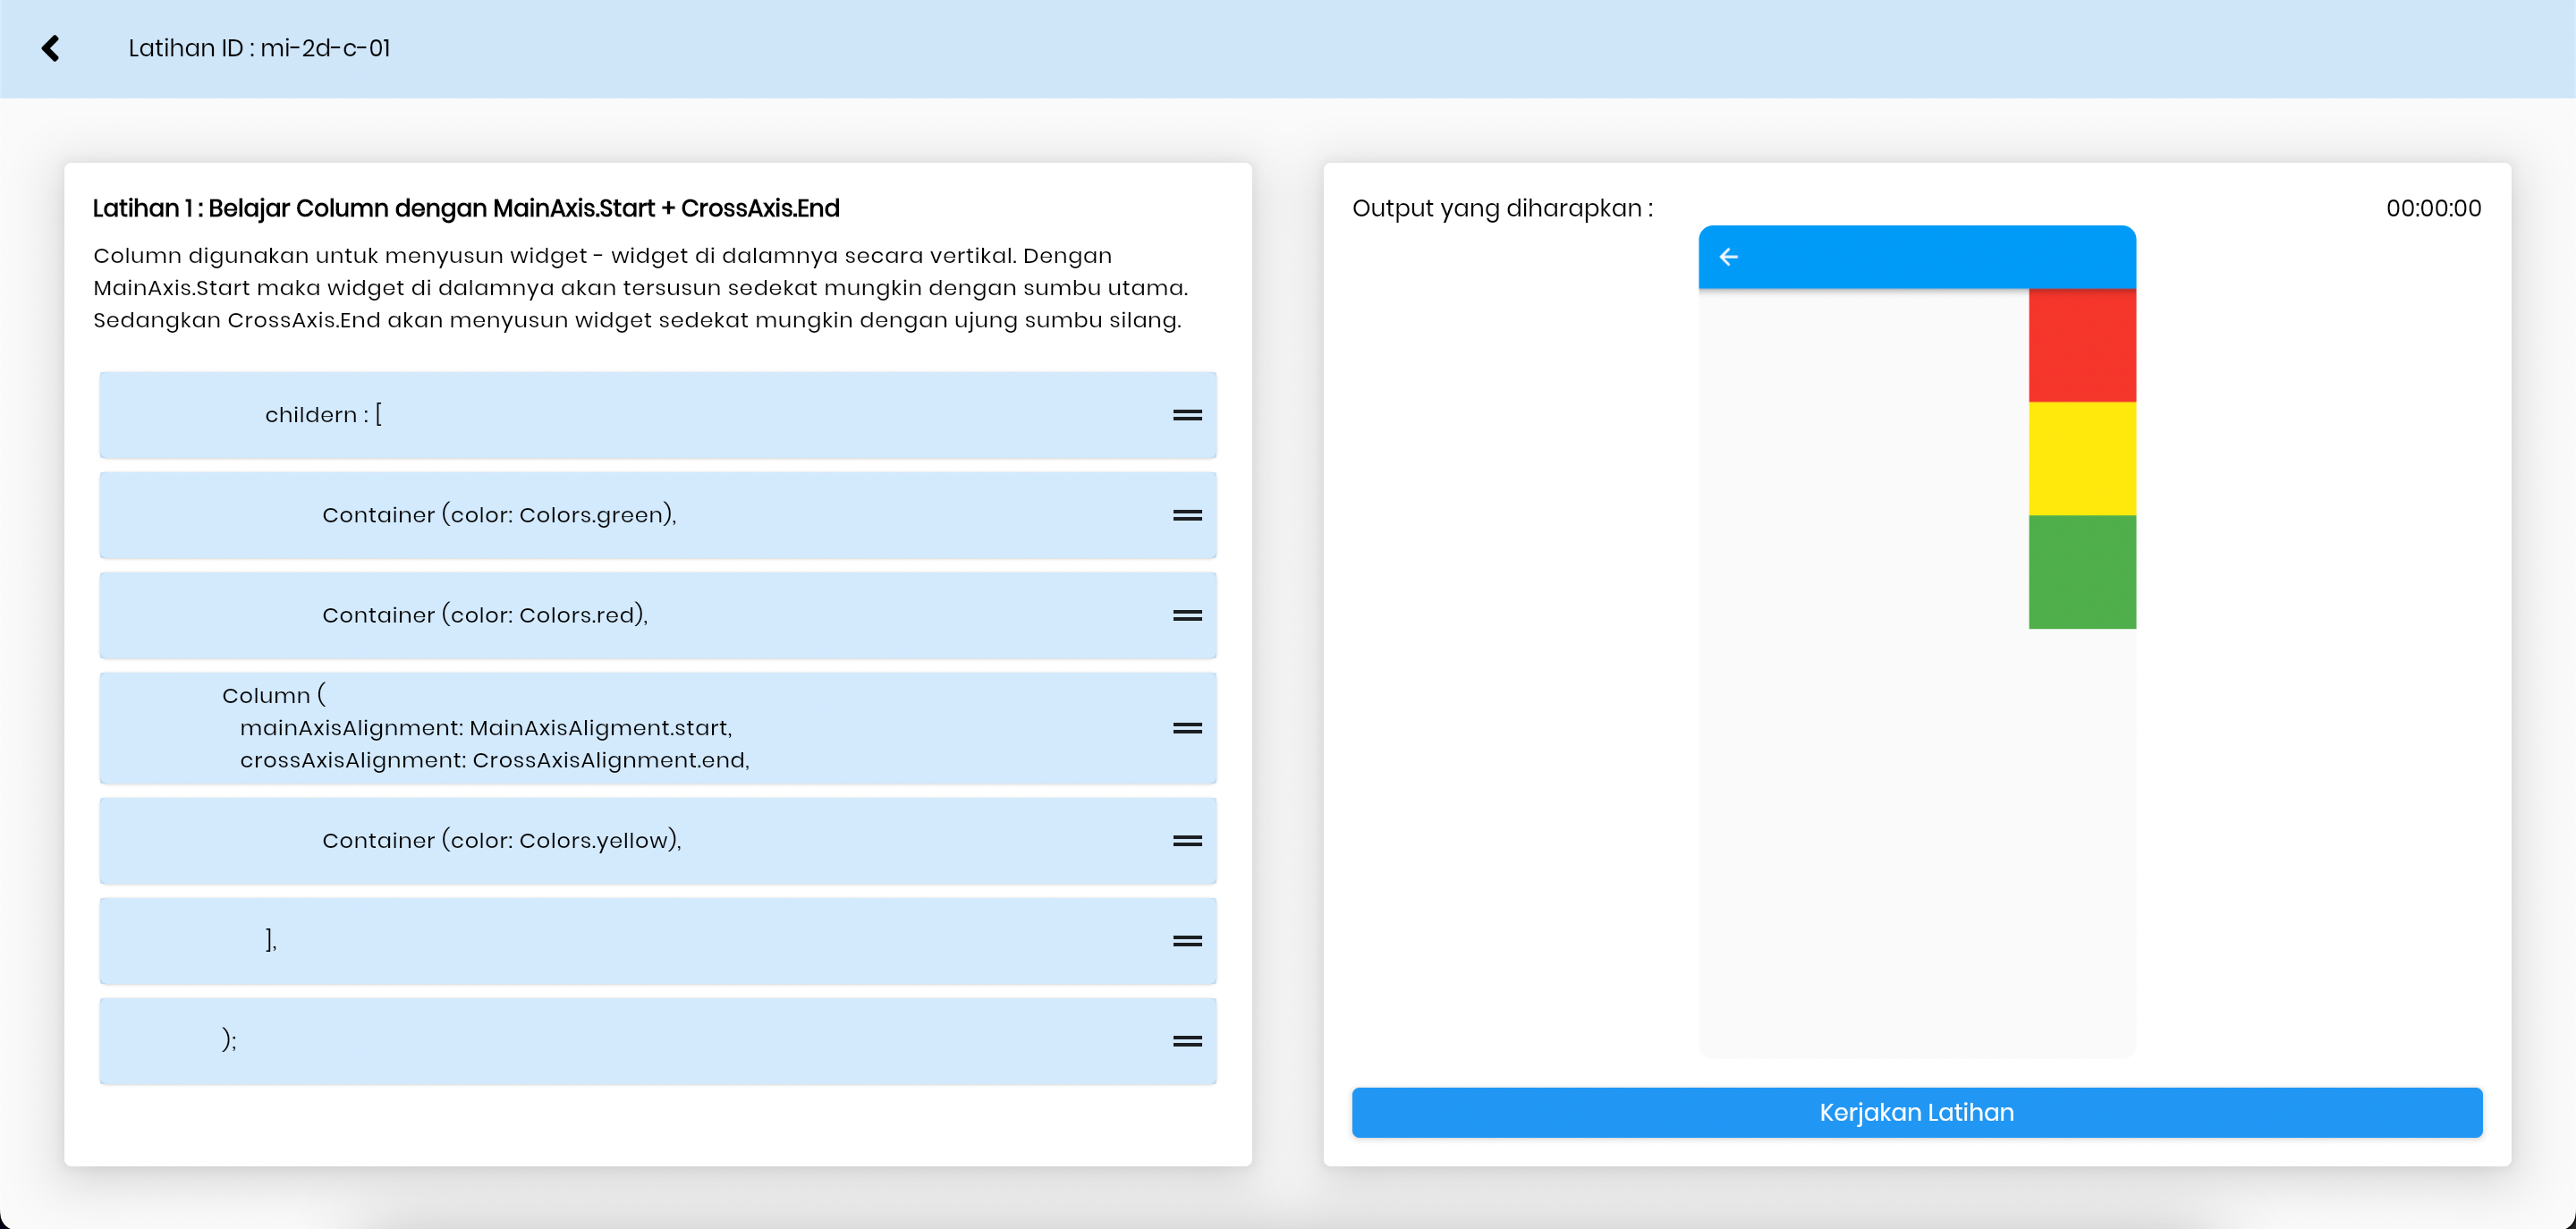 Latihan ID : mi-2d-c-01
Latihan 1 : Belajar Column dengan MainAxis.Start + CrossAxis.End
Column digunakan untuk menyusun widget - widget di dalamnya secara vertikal. Dengan
MainAxis.Start maka widget di dalamnya akan tersusun sedekat mungkin dengan sumbu utama.
Sedangkan CrossAxis.End akan menyusun widget sedekat mungkin dengan ujung sumbu silang.
childern : [
Container (color: Colors.green),
Container (color: Colors.red),
Column (
mainAxisAlignment: MainAxisAligment.start,
crossAxisAlignment: CrossAxisAlignment.end,
Container (color: Colors.yellow),
],
);
Output yang diharapkan :
00:00:00
Kerjakan Latihan